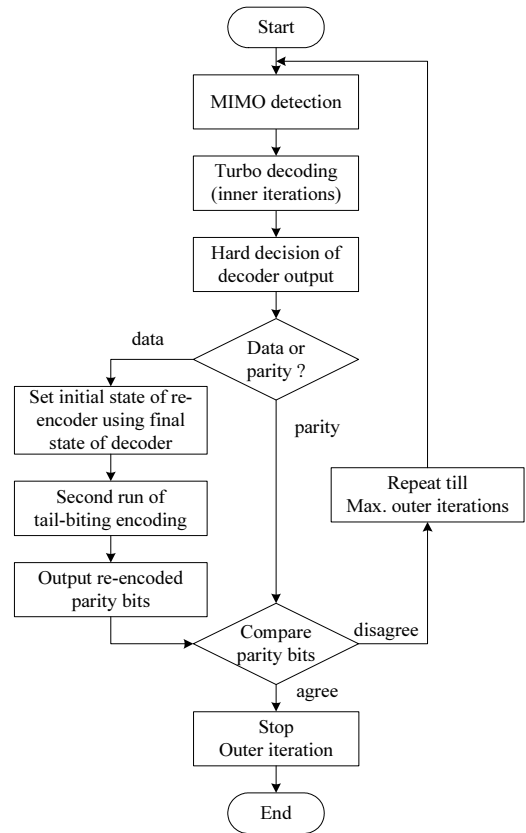 Start
MIMO detection
Turbo decoding
(inner iterations)
Hard decision of
decoder output
Data or
parity ?
data
parity
Set initial state of re-
encoder using final
state of decoder
Second run of
tail-biting encoding
Output re-encoded
parity bits
Compare
parity bits
disagree
Repeat till
Max. outer iterations
agree
Stop
Outer iteration
End